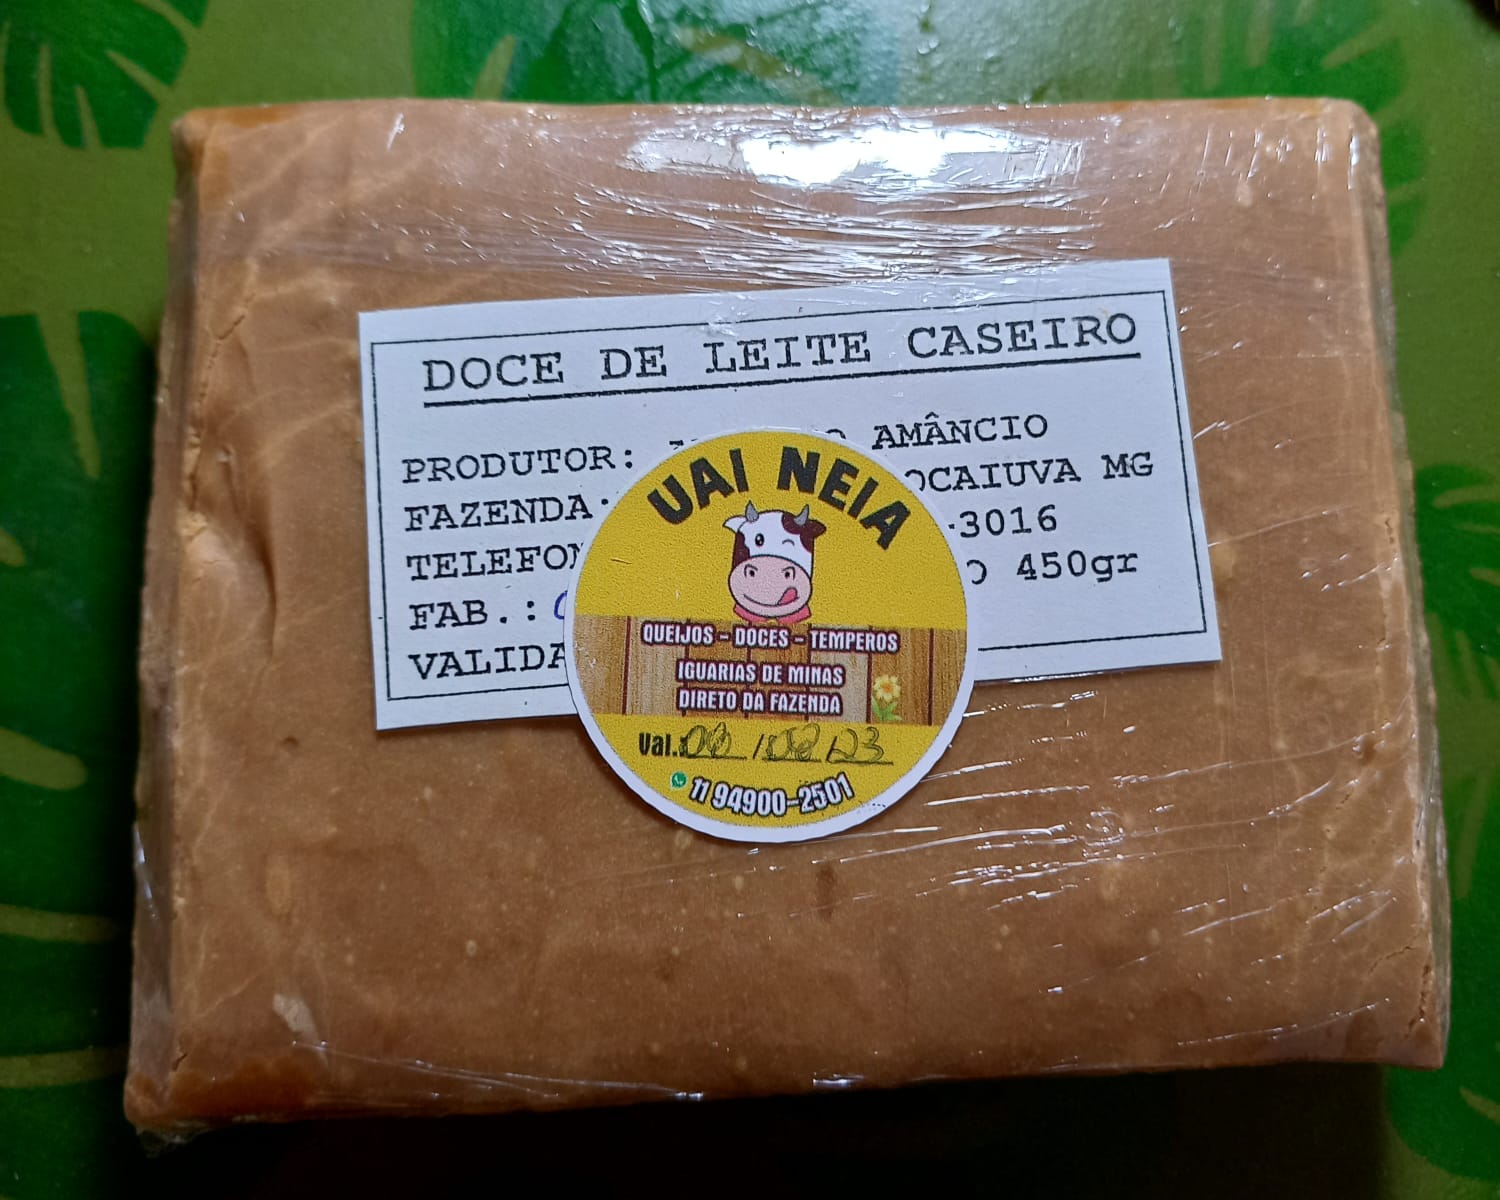 DOCE DE LEITE CASEIRO
PRODUTOR: AMÂNCIO
FAZENDA: OCAIUVA MG
TELEFON -3016
FAB.: O 450gr
VALIDA
UAI NEIA
QUEIJOS - DOCES - TEMPEROS
IGUARIAS DE MINAS
DIRETO DA FAZENDA
Val.: /23
11 94900-2501